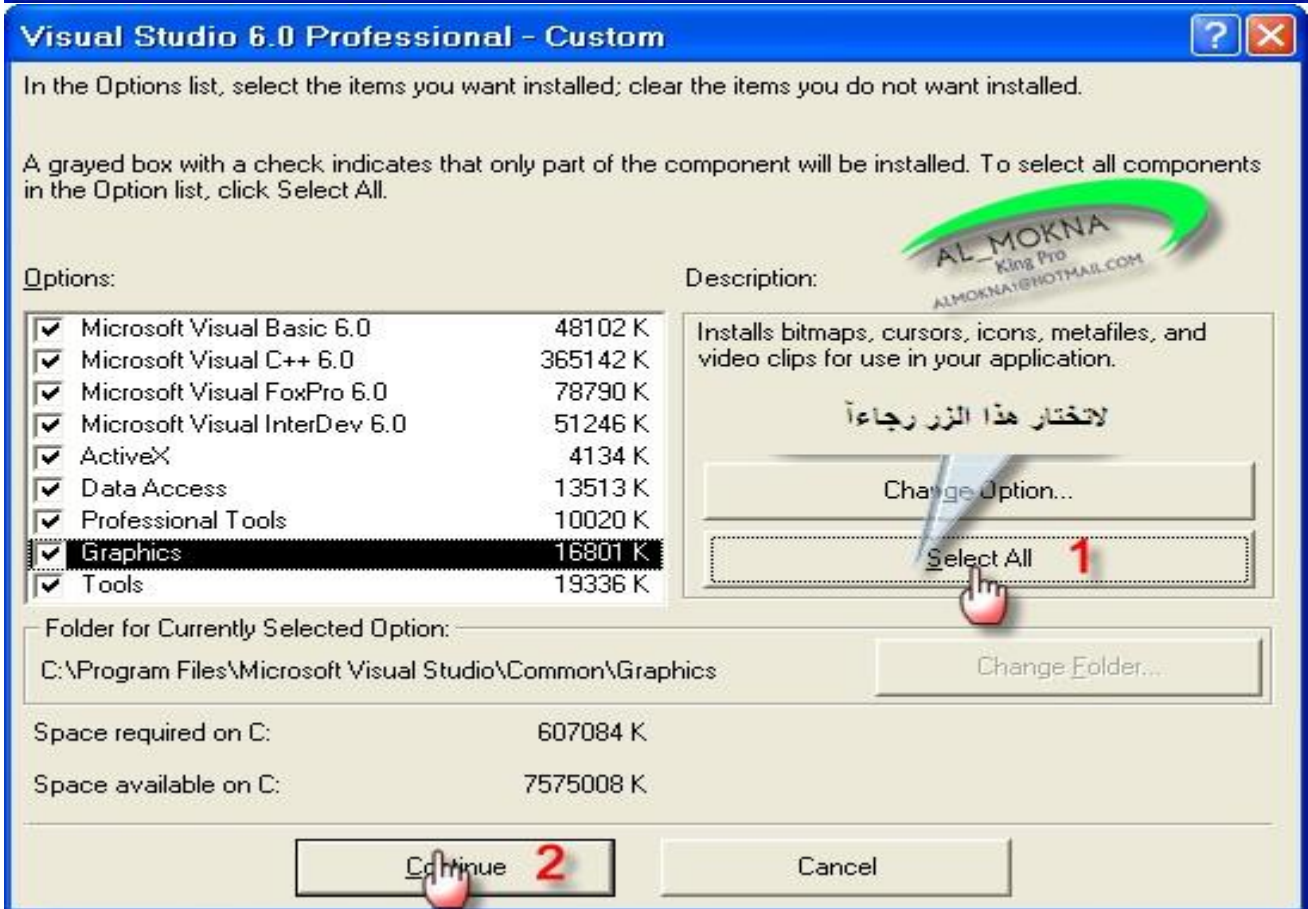 Visual Studio 6.0 Professional - Custom
In the Options list, select the items you want installed; clear the items you do not want installed.
A grayed box with a check indicates that only part of the component will be installed. To select all components
in the Option list, click Select All.
AL_MOKNA
King Pro
ALMOKNA1@HOTMAIL.COM
Options:
Description:
Microsoft Visual Basic 6.0 48102 K
Microsoft Visual C++ 6.0 365142 K
Microsoft Visual FoxPro 6.0 78790 K
Microsoft Visual InterDev 6.0 51246 K
ActiveX 4134 K
Data Access 13513 K
Professional Tools 10020 K
Graphics 16801 K
Tools 19336 K
Installs bitmaps, cursors, icons, metafiles, and
video clips for use in your application.
لاتختار هذا الزر رجاءآ
Change Option...
Select All 1
Folder for Currently Selected Option:
C:\Program Files\Microsoft Visual Studio\Common\Graphics
Change Folder...
Space required on C: 607084 K
Space available on C: 7575008 K
Continue 2
Cancel